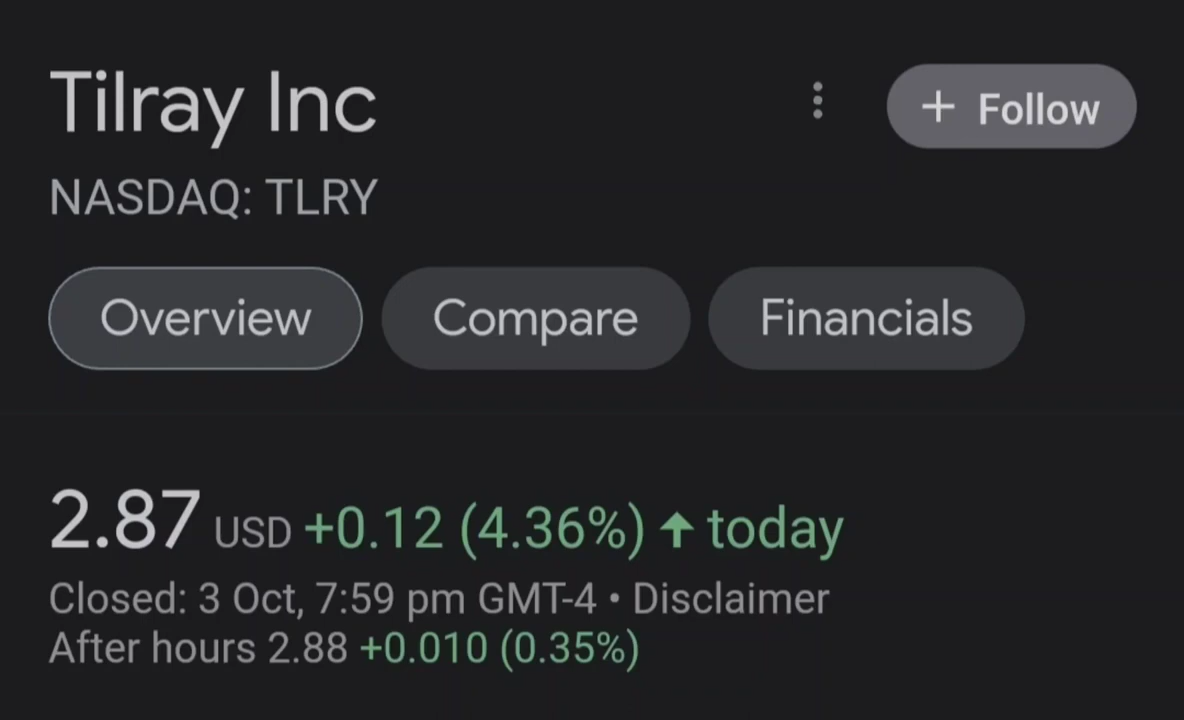 Tilray Inc
+ Follow
NASDAQ: TLRY
Overview Compare Financials
2.87 USD +0.12 (4.36%) ↑ today
Closed: 3 Oct, 7:59 pm GMT-4 • Disclaimer
After hours 2.88 +0.010 (0.35%)